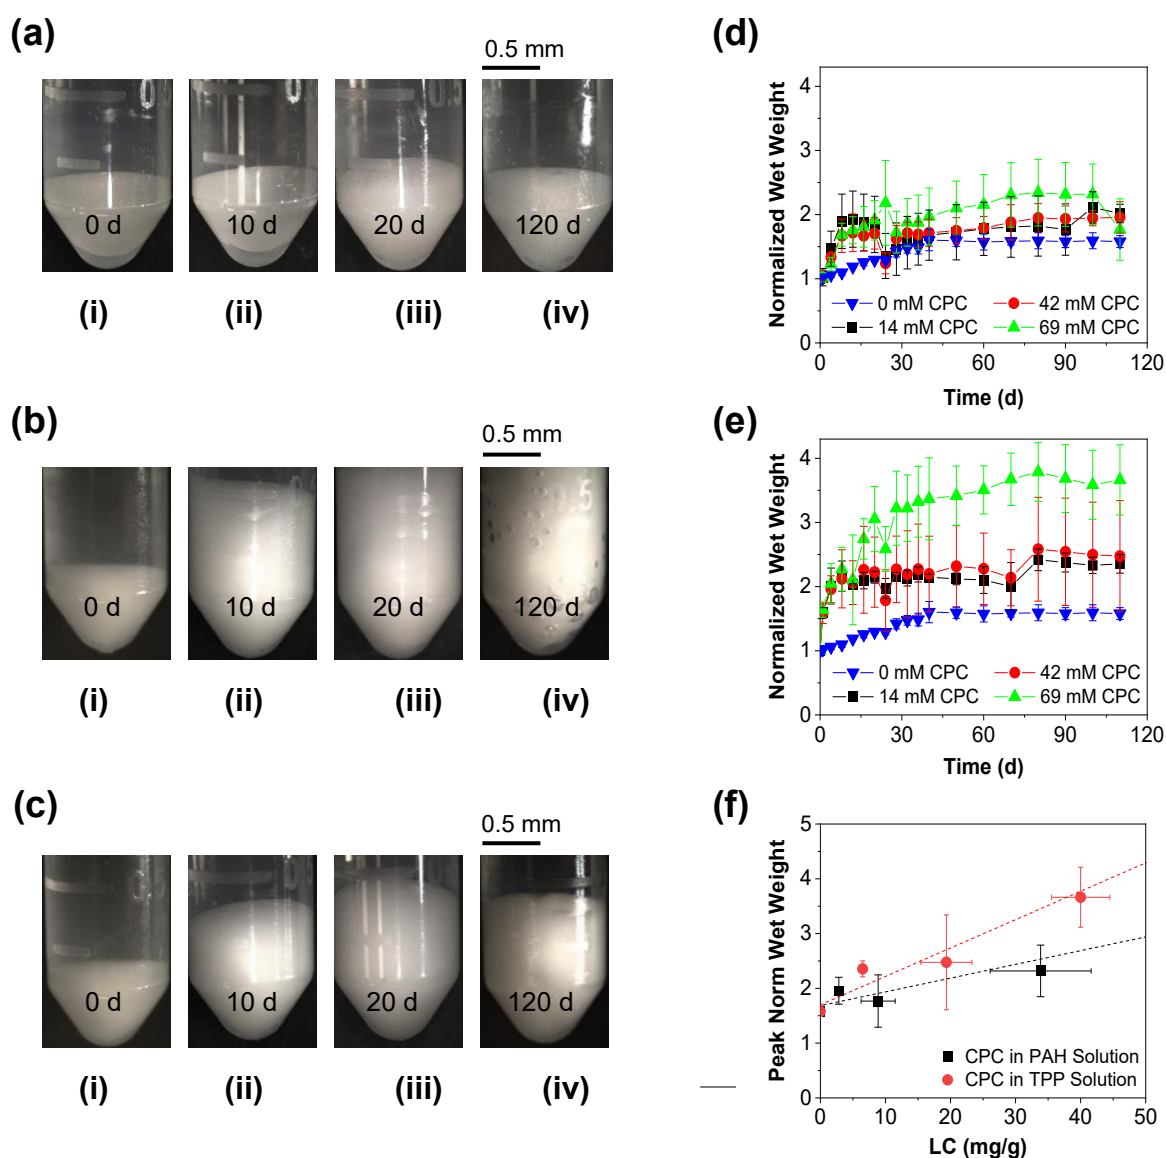 (a)
0.5 mm
0 d
10 d
20 d
120 d
(i)
(ii)
(iii)
(iv)
(b)
0.5 mm
0 d
10 d
20 d
120 d
(i)
(ii)
(iii)
(iv)
(c)
0.5 mm
0 d
10 d
20 d
120 d
(i)
(ii)
(iii)
(iv)
(d)
Normalized Wet Weight
4
3
2
1
0
0 mM CPC
42 mM CPC
14 mM CPC
69 mM CPC
0 30 60 90 120
Time (d)
(e)
Normalized Wet Weight
4
3
2
1
0
0 mM CPC
42 mM CPC
14 mM CPC
69 mM CPC
0 30 60 90 120
Time (d)
(f)
Peak Norm Wet Weight
5
4
3
2
1
0
CPC in PAH Solution
CPC in TPP Solution
0 10 20 30 40 50
LC (mg/g)